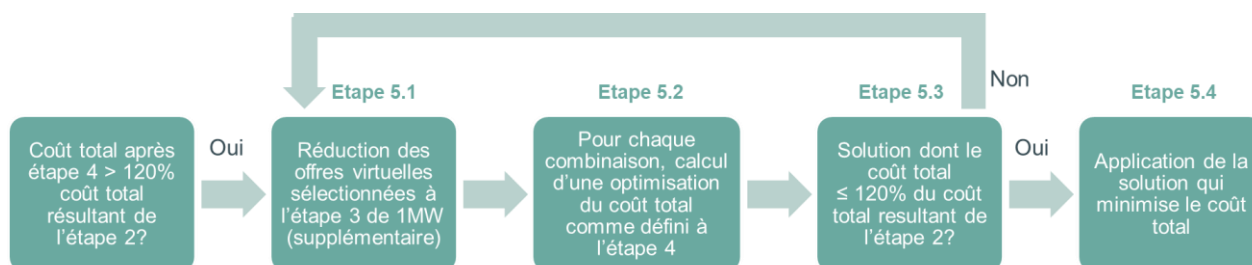 Non
Etape 5.1
Etape 5.2
Etape 5.3
Etape 5.4
Coût total après
étape 4 > 120%
coût total
résultant de
l'étape 2?
Oui
Réduction des
offres virtuelles
sélectionnées à
l'étape 3 de 1MW
(supplémentaire)
Pour chaque
combinaison, calcul
d'une optimisation
du coût total
comme défini à
l'étape 4
Solution dont le
coût total
≤ 120% du coût
total resultant de
l'étape 2?
Oui
Application de la
solution qui
minimise le coût
total